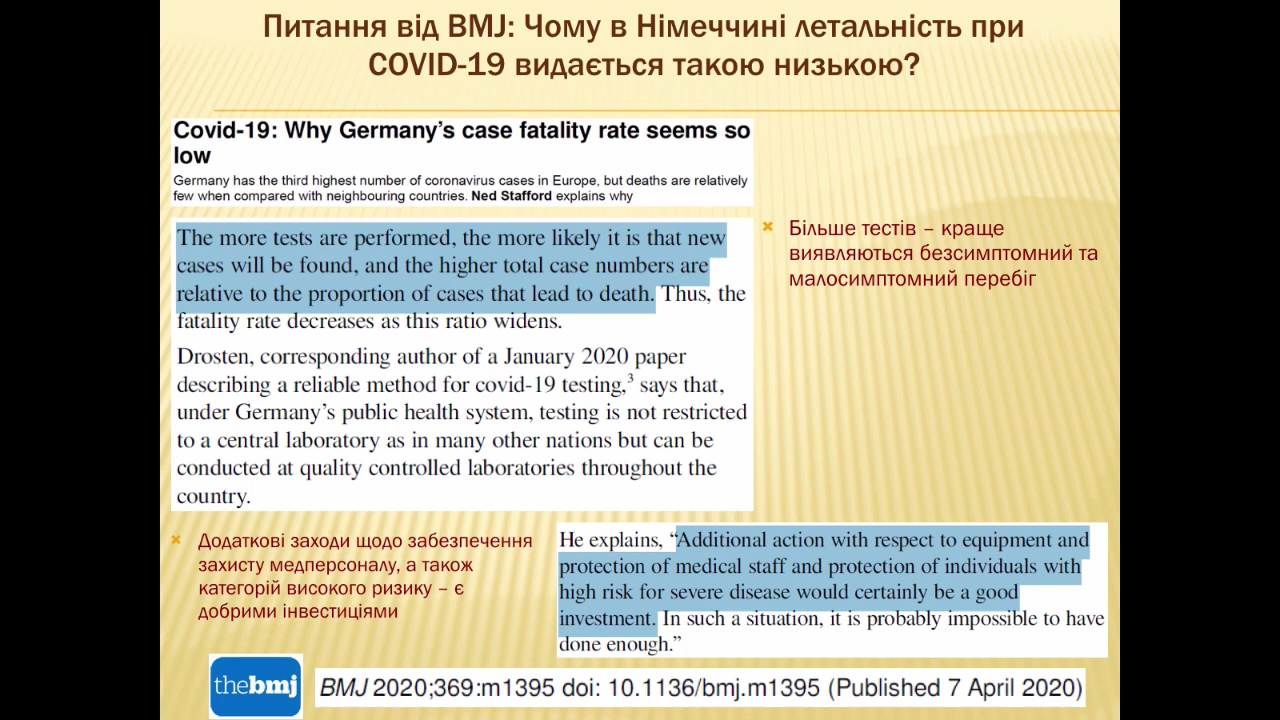 Питання від BMJ: Чому в Німеччині летальність при
COVID-19 видається такою низькою?
Covid-19: Why Germany's case fatality rate seems so
low
Germany has the third highest number of coronavirus cases in Europe, but deaths are relatively
few when compared with neighbouring countries. Ned Stafford explains why
The more tests are performed, the more likely it is that new
cases will be found, and the higher total case numbers are
relative to the proportion of cases that lead to death. Thus, the
fatality rate decreases as this ratio widens.
Drosten, corresponding author of a January 2020 paper
describing a reliable method for covid-19 testing,3 says that,
under Germany's public health system, testing is not restricted
to a central laboratory as in many other nations but can be
conducted at quality controlled laboratories throughout the
country.
Більше тестів – краще
виявляються безсимптомний та
малосимптомний перебіг
Додаткові заходи щодо забезпечення
захисту медперсоналу, а також
категорій високого ризику – є
добрими інвестиціями
He explains, “Additional action with respect to equipment and
protection of medical staff and protection of individuals with
high risk for severe disease would certainly be a good
investment. In such a situation, it is probably impossible to have
done enough.”
thebmj
BMJ 2020;369:m1395 doi: 10.1136/bmj.m1395 (Published 7 April 2020)